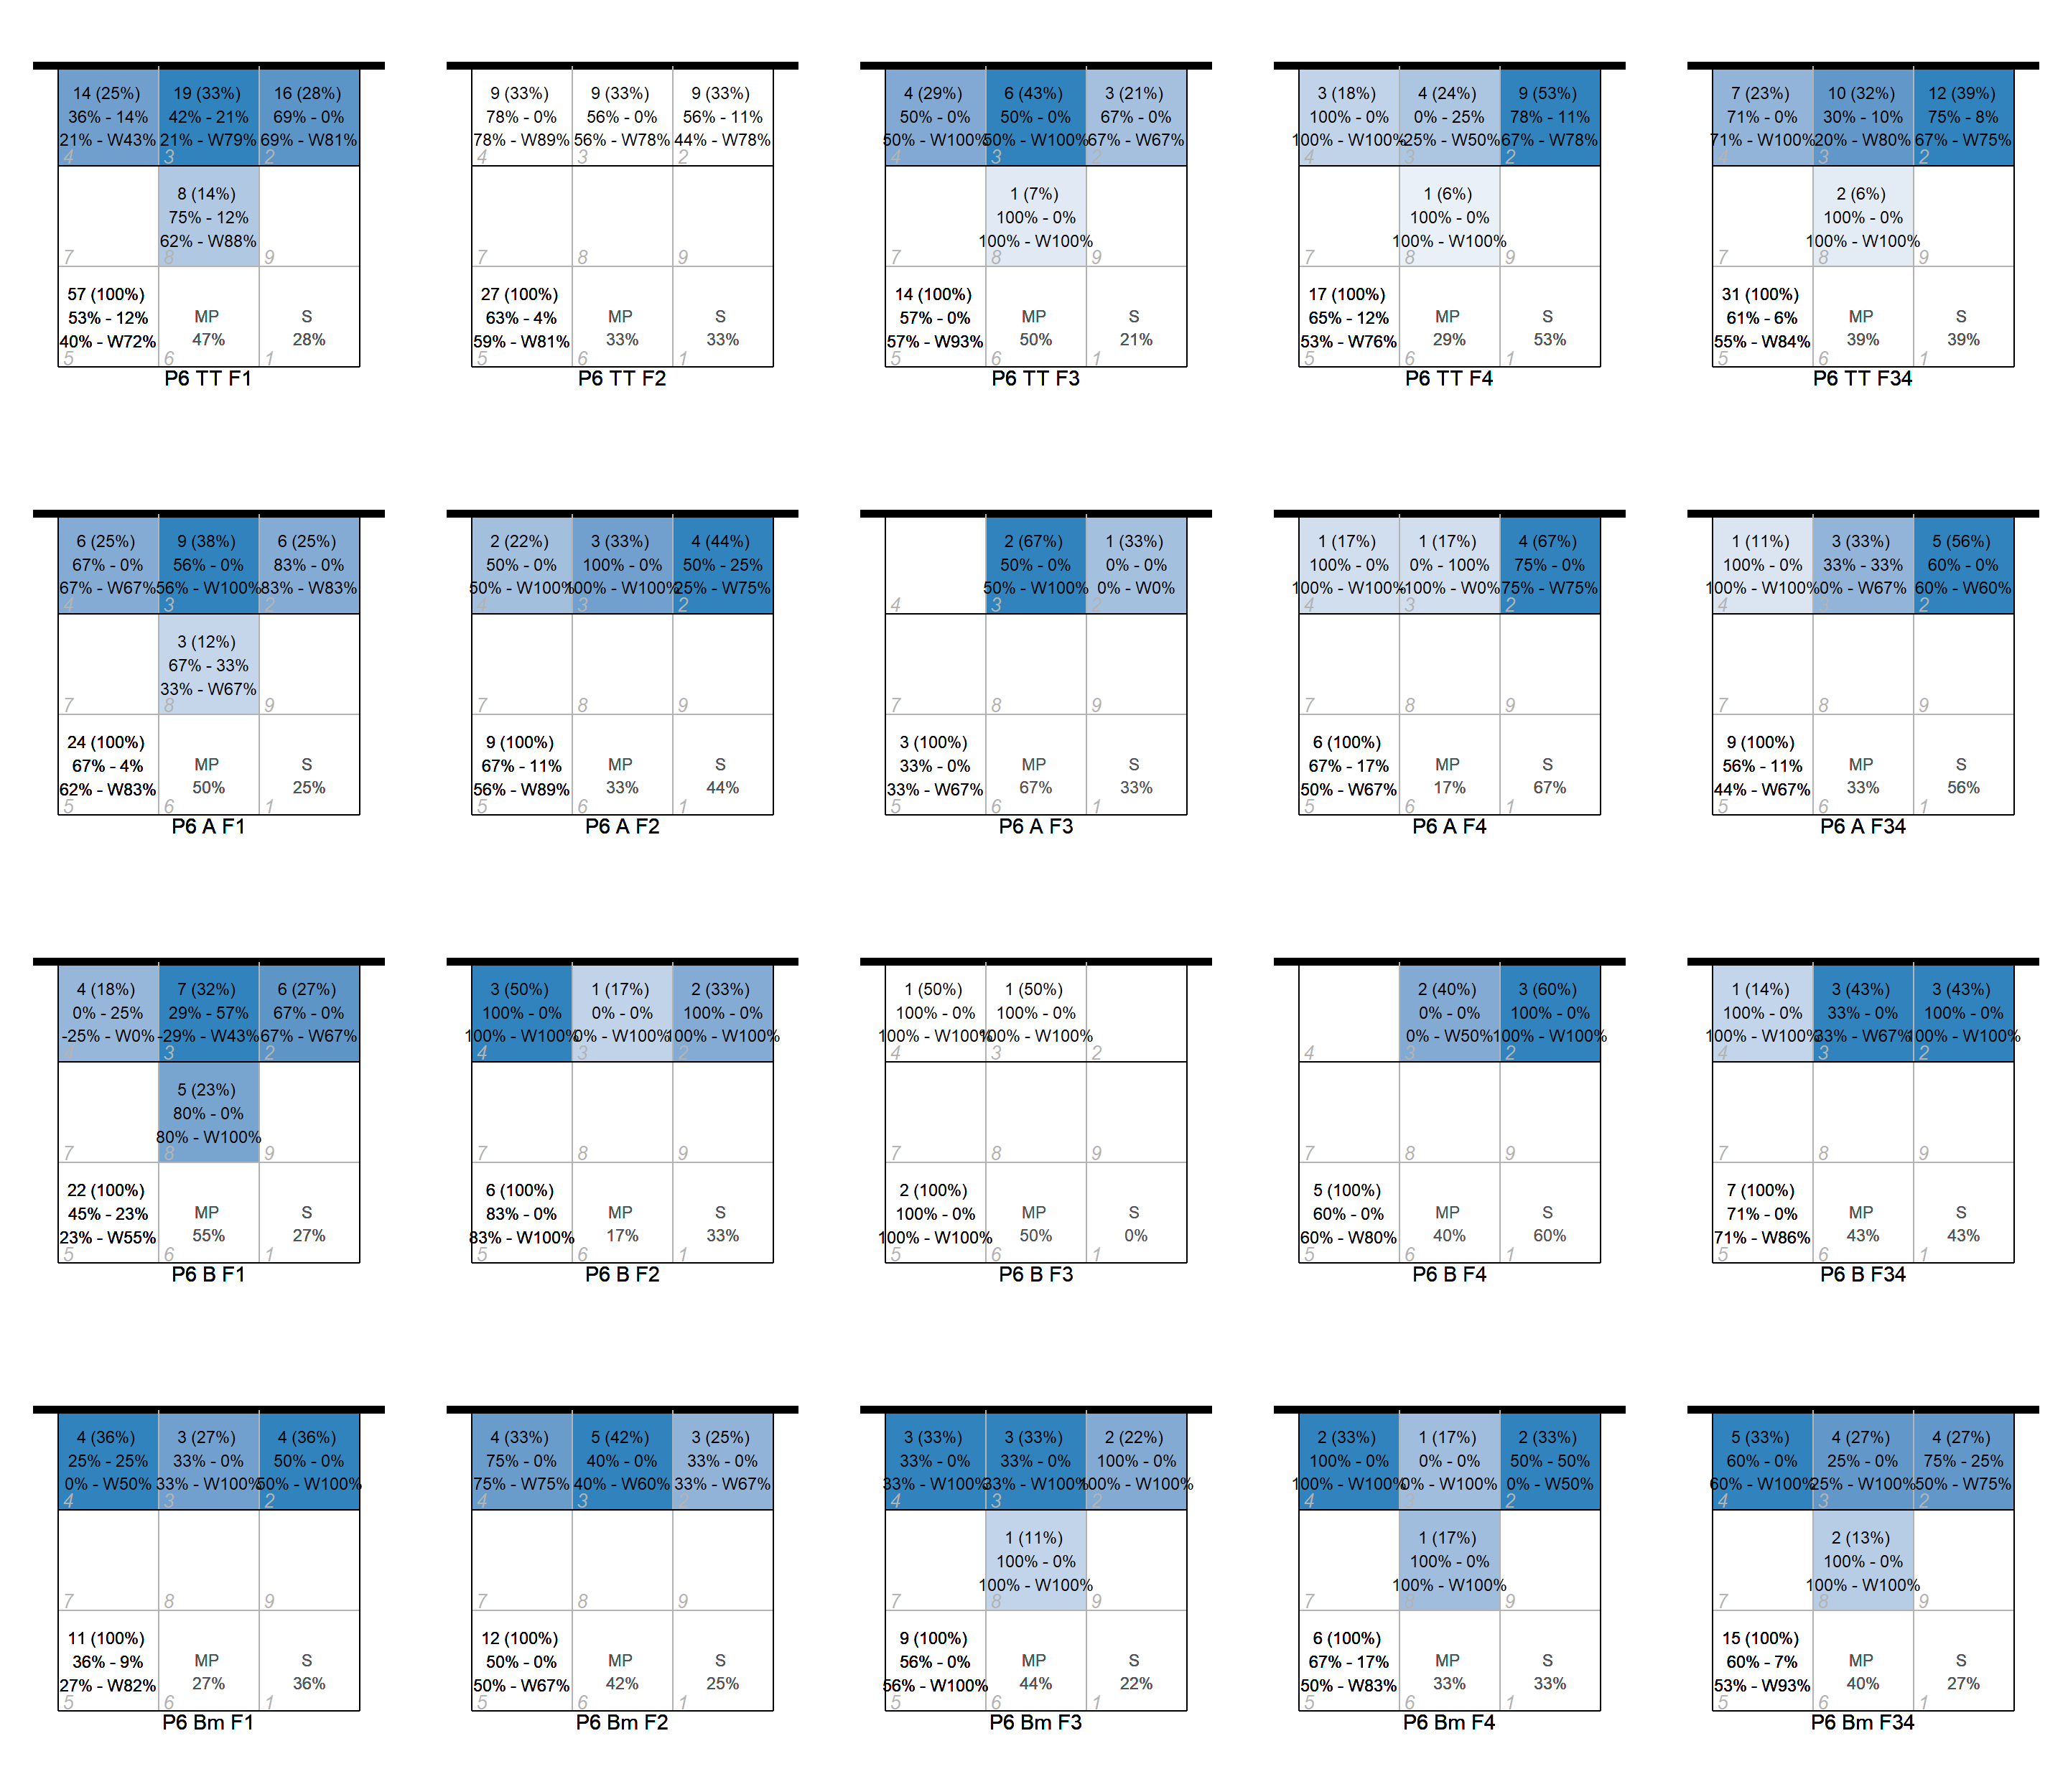 14 (25%) 19 (33%) 16 (28%)
36% - 14% 42% - 21% 69% - 0%
21% - W43% 21% - W79% 69% - W81%
4 3 2
8 (14%)
75% - 12%
62% - W88%
7 8 9
57 (100%)
53% - 12% MP S
40% - W72% 47% 28%
5 6 1
P6 TT F1
9 (33%) 9 (33%) 9 (33%)
78% - 0% 56% - 0% 56% - 11%
78% - W89% 56% - W78% 44% - W78%
4 3 2
7 8 9
27 (100%)
63% - 4% MP S
59% - W81% 33% 33%
5 6 1
P6 TT F2
4 (29%) 6 (43%) 3 (21%)
50% - 0% 50% - 0% 67% - 0%
50% - W100% 50% - W100% 67% - W67%
4 3 2
1 (7%)
100% - 0%
100% - W100%
7 8 9
14 (100%)
57% - 0% MP S
57% - W93% 50% 21%
5 6 1
P6 TT F3
3 (18%) 4 (24%) 9 (53%)
100% - 0% 0% - 25% 78% - 11%
100% - W100% -25% - W50% 67% - W78%
4 3 2
1 (6%)
100% - 0%
100% - W100%
7 8 9
17 (100%)
65% - 12% MP S
53% - W76% 29% 53%
5 6 1
P6 TT F4
7 (23%) 10 (32%) 12 (39%)
71% - 0% 30% - 10% 75% - 8%
71% - W100% 20% - W80% 67% - W75%
4 3 2
2 (6%)
100% - 0%
100% - W100%
7 8 9
31 (100%)
61% - 6% MP S
55% - W84% 39% 39%
5 6 1
P6 TT F34
6 (25%) 9 (38%) 6 (25%)
67% - 0% 56% - 0% 83% - 0%
67% - W67% 56% - W100% 83% - W83%
4 3 2
3 (12%)
67% - 33%
33% - W67%
7 8 9
24 (100%)
67% - 4% MP S
62% - W83% 50% 25%
5 6 1
P6 A F1
2 (22%) 3 (33%) 4 (44%)
50% - 0% 100% - 0% 50% - 25%
50% - W100% 100% - W100% 25% - W75%
4 3 2
7 8 9
9 (100%)
67% - 11% MP S
56% - W89% 33% 44%
5 6 1
P6 A F2
2 (67%) 1 (33%)
50% - 0% 0% - 0%
50% - W100% 0% - W0%
4 3 2
7 8 9
3 (100%)
33% - 0% MP S
33% - W67% 67% 33%
5 6 1
P6 A F3
1 (17%) 1 (17%) 4 (67%)
100% - 0% 0% - 100% 75% - 0%
100% - W100% -100% - W0% 75% - W75%
4 3 2
7 8 9
6 (100%)
67% - 17% MP S
50% - W67% 17% 67%
5 6 1
P6 A F4
1 (11%) 3 (33%) 5 (56%)
100% - 0% 33% - 33% 60% - 0%
100% - W100% 0% - W67% 60% - W60%
4 3 2
7 8 9
9 (100%)
56% - 11% MP S
44% - W67% 33% 56%
5 6 1
P6 A F34
4 (18%) 7 (32%) 6 (27%)
0% - 25% 29% - 57% 67% - 0%
-25% - W0% -29% - W43% 67% - W67%
4 3 2
5 (23%)
80% - 0%
80% - W100%
7 8 9
22 (100%)
45% - 23% MP S
23% - W55% 55% 27%
5 6 1
P6 B F1
3 (50%) 1 (17%) 2 (33%)
100% - 0% 0% - 0% 100% - 0%
100% - W100% 0% - W100% 100% - W100%
4 3 2
7 8 9
6 (100%)
83% - 0% MP S
83% - W100% 17% 33%
5 6 1
P6 B F2
1 (50%) 1 (50%)
100% - 0% 100% - 0%
100% - W100% 100% - W100%
4 3 2
7 8 9
2 (100%)
100% - 0% MP S
100% - W100% 50% 0%
5 6 1
P6 B F3
2 (40%) 3 (60%)
0% - 0% 100% - 0%
0% - W50% 100% - W100%
4 3 2
7 8 9
5 (100%)
60% - 0% MP S
60% - W80% 40% 60%
5 6 1
P6 B F4
1 (14%) 3 (43%) 3 (43%)
100% - 0% 33% - 0% 100% - 0%
100% - W100% 33% - W67% 100% - W100%
4 3 2
7 8 9
7 (100%)
71% - 0% MP S
71% - W86% 43% 43%
5 6 1
P6 B F34
4 (36%) 3 (27%) 4 (36%)
25% - 25% 33% - 0% 50% - 0%
0% - W50% 33% - W100% 50% - W100%
4 3 2
7 8 9
11 (100%)
36% - 9% MP S
27% - W82% 27% 36%
5 6 1
P6 Bm F1
4 (33%) 5 (42%) 3 (25%)
75% - 0% 40% - 0% 33% - 0%
75% - W75% 40% - W60% 33% - W67%
4 3 2
7 8 9
12 (100%)
50% - 0% MP S
50% - W67% 42% 25%
5 6 1
P6 Bm F2
3 (33%) 3 (33%) 2 (22%)
33% - 0% 33% - 0% 100% - 0%
33% - W100% 33% - W100% 100% - W100%
4 3 2
1 (11%)
100% - 0%
100% - W100%
7 8 9
9 (100%)
56% - 0% MP S
56% - W100% 44% 22%
5 6 1
P6 Bm F3
2 (33%) 1 (17%) 2 (33%)
100% - 0% 0% - 0% 50% - 50%
100% - W100% 0% - W100% 0% - W50%
4 3 2
1 (17%)
100% - 0%
100% - W100%
7 8 9
6 (100%)
67% - 17% MP S
50% - W83% 33% 33%
5 6 1
P6 Bm F4
5 (33%) 4 (27%) 4 (27%)
60% - 0% 25% - 0% 75% - 25%
60% - W100% 25% - W100% 50% - W75%
4 3 2
2 (13%)
100% - 0%
100% - W100%
7 8 9
15 (100%)
60% - 7% MP S
53% - W93% 40% 27%
5 6 1
P6 Bm F34